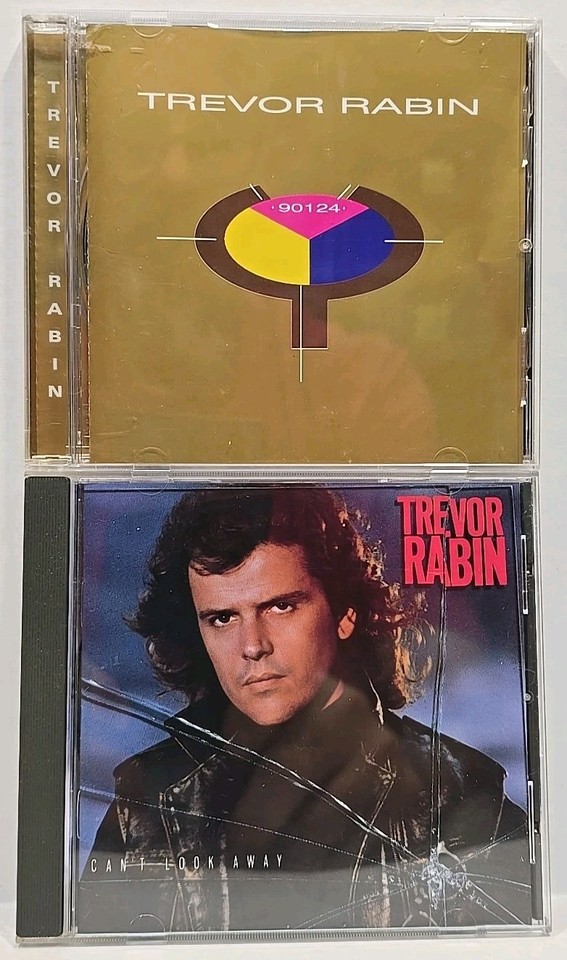 TREVOR RABIN
TREVOR RABIN
·90124·
TREVOR
RABIN
CAN'T LOOK AWAY